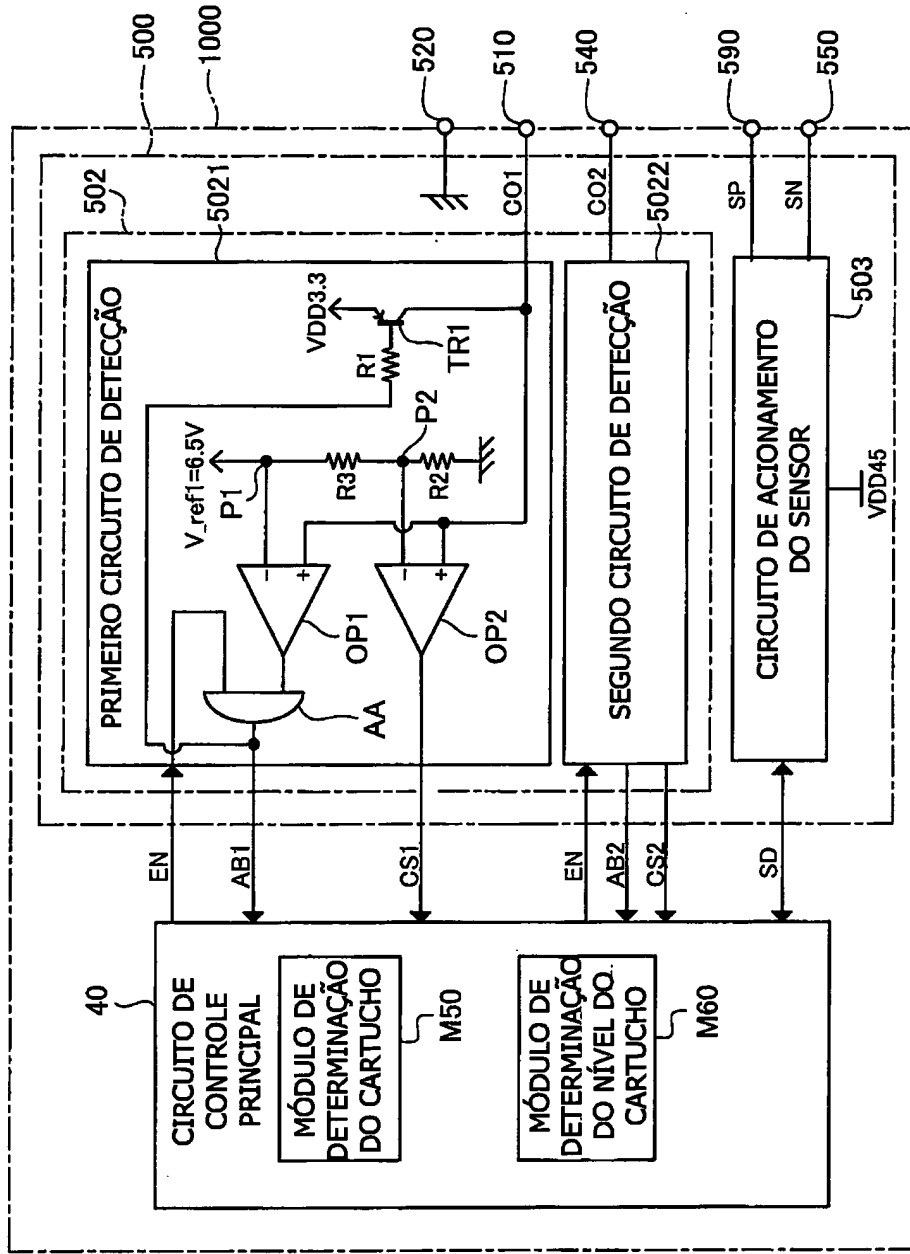 40
CIRCUITO DE
CONTROLE
PRINCIPAL
MÓDULO DE
DETERMINAÇÃO
DO CARTUCHO
M50
MÓDULO DE
DETERMINAÇÃO
DO NÍVEL DO
CARTUCHO
M60
EN
AB1
CS1
EN
AB2
CS2
SD
502
5021
PRIMEIRO CIRCUITO DE DETECÇÃO
AA
OP1
-
+
OP2
-
+
V_ref1=6.5V
P1
R3
P2
R2
R1
VDD3.3
TR1
SEGUNDO CIRCUITO DE DETECÇÃO
5022
CIRCUITO DE ACIONAMENTO
DO SENSOR
503
VDD45
CO1
CO2
SP
SN
500
1000
520
510
540
590
550